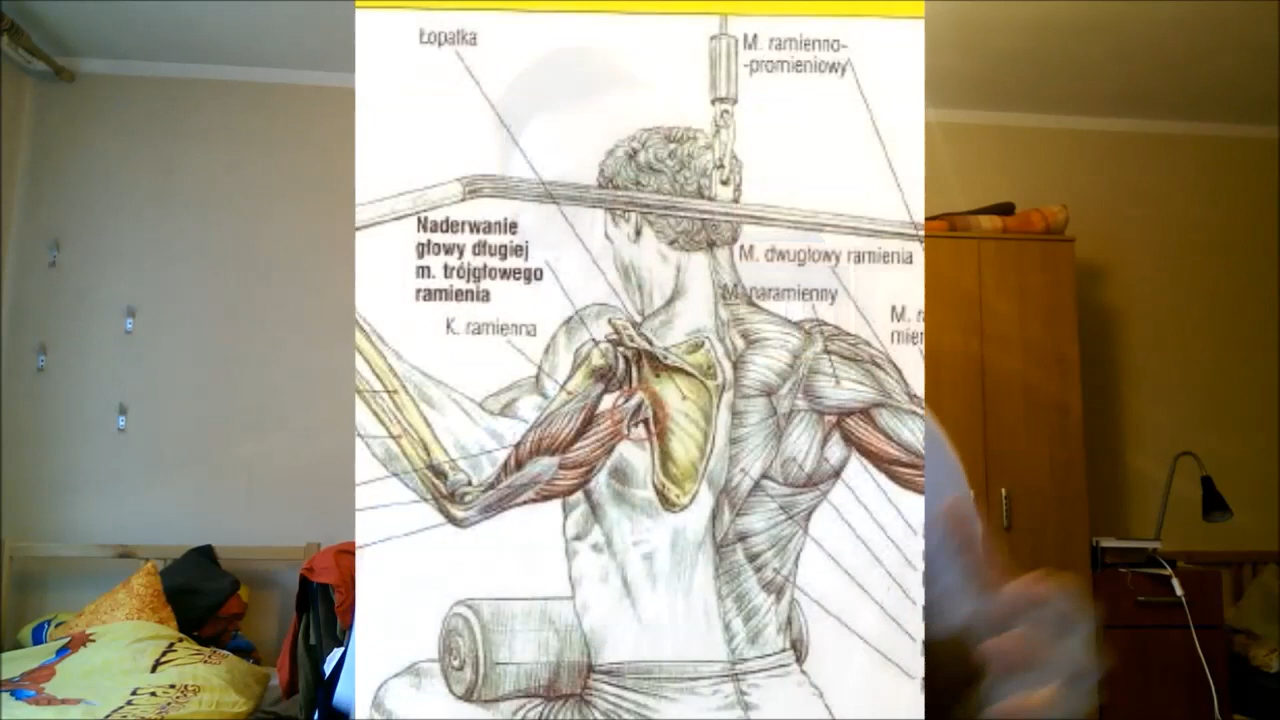 Łopatka
M. ramienno-
-promieniowy
Naderwanie
głowy długiej
m. trójgłowego
ramienia
M. dwugłowy ramienia
M. naramienny
K. ramienna
M.